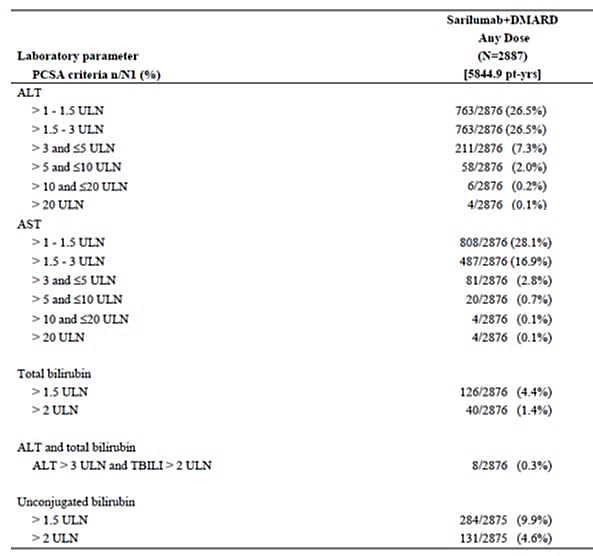 Sarilumab+DMARD
Any Dose
Laboratory parameter (N=2887)
PCSA criteria n/N1 (%) [5844.9 pt-yrs]
ALT
> 1 - 1.5 ULN 763/2876 (26.5%)
> 1.5 - 3 ULN 763/2876 (26.5%)
> 3 and ≤5 ULN 211/2876 (7.3%)
> 5 and ≤10 ULN 58/2876 (2.0%)
> 10 and ≤20 ULN 6/2876 (0.2%)
> 20 ULN 4/2876 (0.1%)
AST
> 1 - 1.5 ULN 808/2876 (28.1%)
> 1.5 - 3 ULN 487/2876 (16.9%)
> 3 and ≤5 ULN 81/2876 (2.8%)
> 5 and ≤10 ULN 20/2876 (0.7%)
> 10 and ≤20 ULN 4/2876 (0.1%)
> 20 ULN 4/2876 (0.1%)
Total bilirubin
> 1.5 ULN 126/2876 (4.4%)
> 2 ULN 40/2876 (1.4%)
ALT and total bilirubin
ALT > 3 ULN and TBILI > 2 ULN 8/2876 (0.3%)
Unconjugated bilirubin
> 1.5 ULN 284/2875 (9.9%)
> 2 ULN 131/2875 (4.6%)